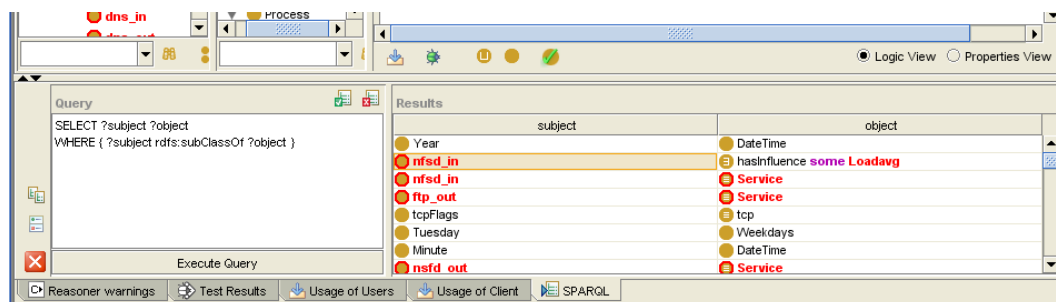 dns_in
Process
dns_out
Logic View Properties View
Query
Results
SELECT ?subject ?object
WHERE { ?subject rdfs:subClassOf ?object }
subject object
Year DateTime
nfsd_in hasInfluence some Loadavg
nfsd_in Service
ftp_out Service
tcpFlags tcp
Tuesday Weekdays
Minute DateTime
nsfd_out Service
Execute Query
Reasoner warnings Test Results Usage of Users Usage of Client SPARQL